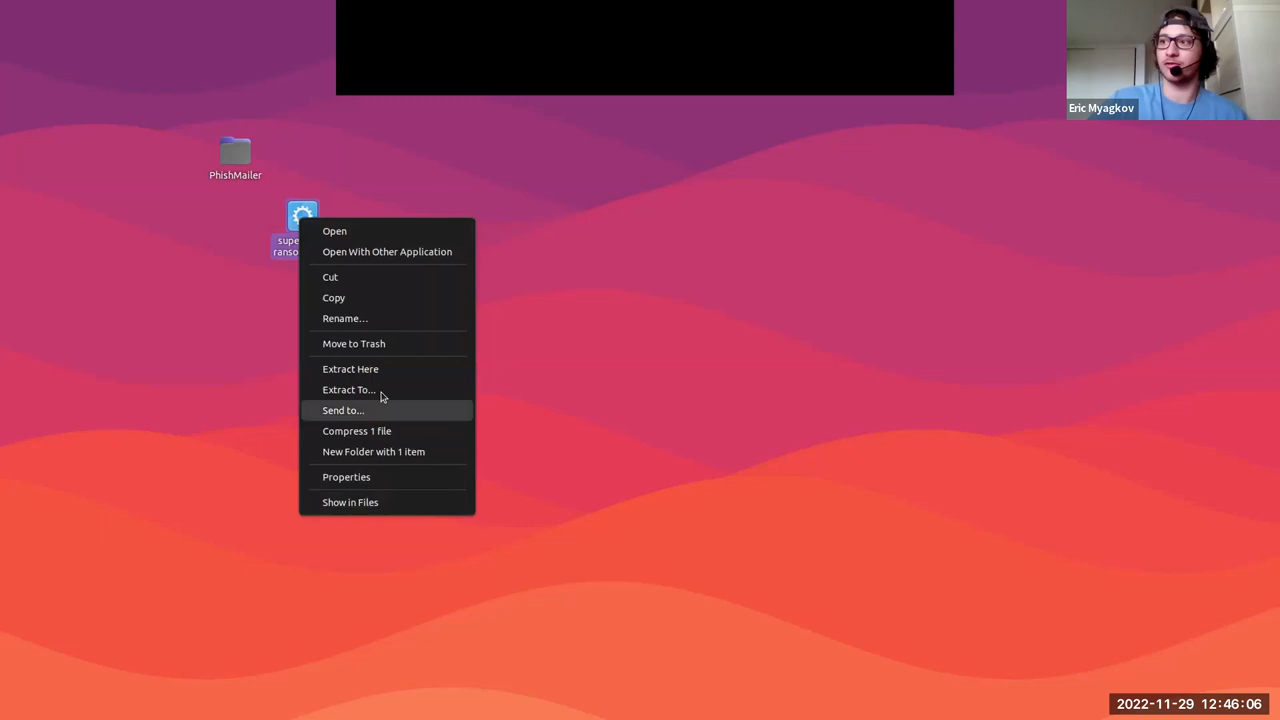 Eric Myagkov
PhishMailer
supe
ranso
Open
Open With Other Application
Cut
Copy
Rename...
Move to Trash
Extract Here
Extract To...
Send to...
Compress 1 file
New Folder with 1 item
Properties
Show in Files
2022-11-29 12:46:06